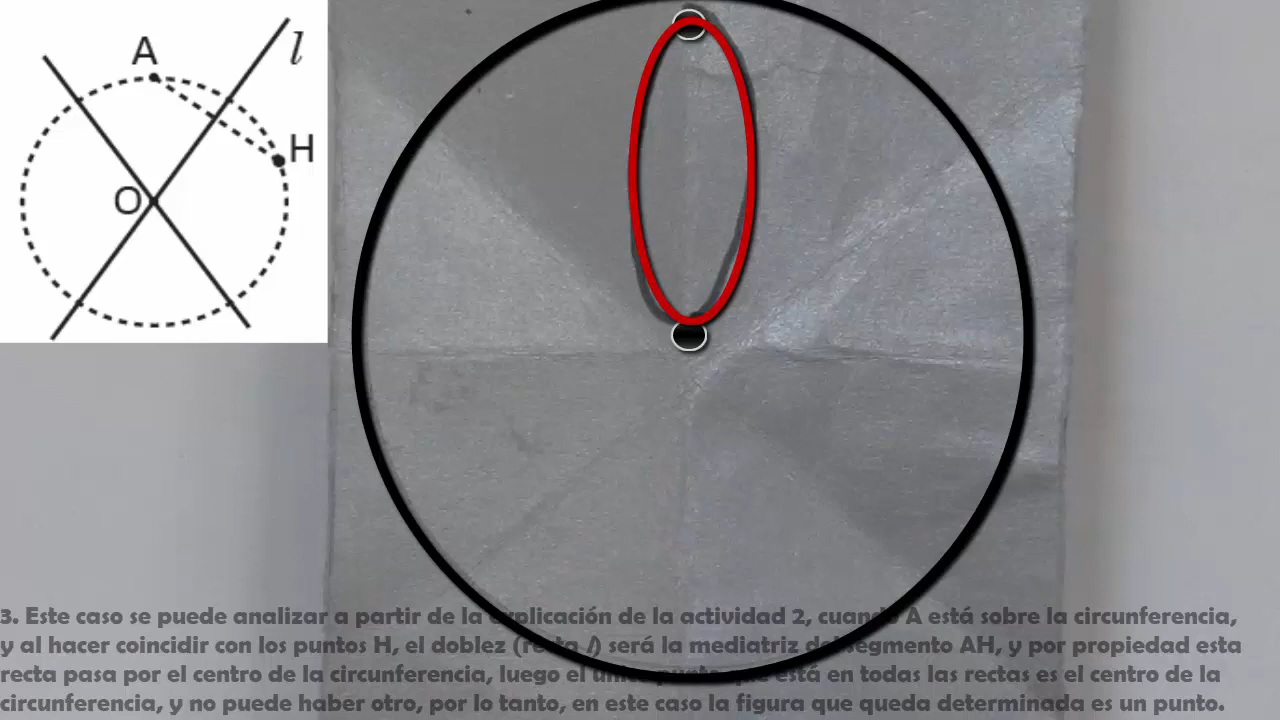 A
l
H
O
3. Este caso se puede analizar a partir de la explicación de la actividad 2, cuando A está sobre la circunferencia,
y al hacer coincidir con los puntos H, el doblez (recta l) será la mediatriz del segmento AH, y por propiedad esta
recta pasa por el centro de la circunferencia, luego el único punto que está en todas las rectas es el centro de la
circunferencia, y no puede haber otro, por lo tanto, en este caso la figura que queda determinada es un punto.